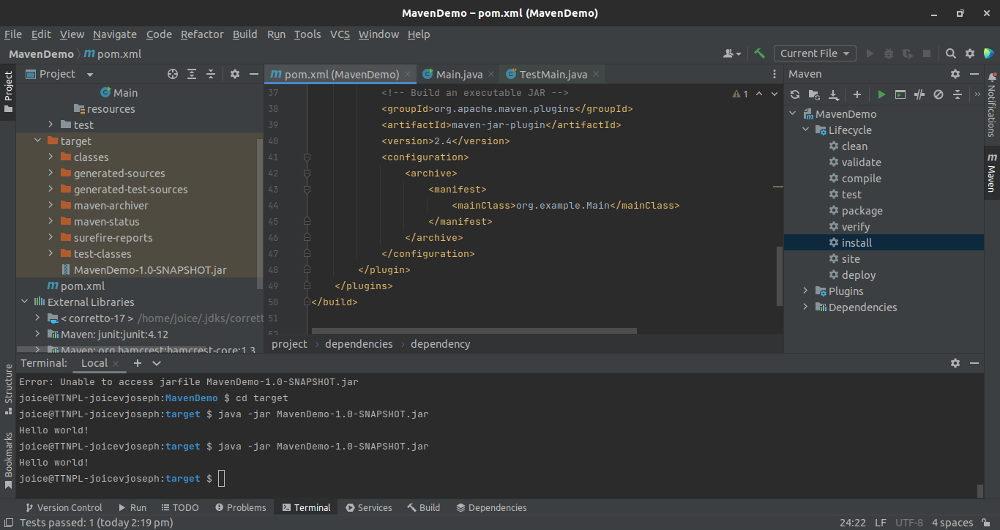 MavenDemo – pom.xml (MavenDemo)
File Edit View Navigate Code Refactor Build Run Tools VCS Window Help
MavenDemo pom.xml
Current File
Project
Project
Main
resources
test
target
classes
generated-sources
generated-test-sources
maven-archiver
maven-status
surefire-reports
test-classes
MavenDemo-1.0-SNAPSHOT.jar
pom.xml
External Libraries
< corretto-17 > /home/joice/.jdks/corrett
Maven: junit:junit:4.12
Maven: org.hamcrest:hamcrest-core:1.3
pom.xml (MavenDemo) Main.java TestMain.java
1
37 <!-- Build an executable JAR -->
38 <groupId>org.apache.maven.plugins</groupId>
39 <artifactId>maven-jar-plugin</artifactId>
40 <version>2.4</version>
41 <configuration>
42 <archive>
43 <manifest>
44 <mainClass>org.example.Main</mainClass>
45 </manifest>
46 </archive>
47 </configuration>
48 </plugin>
49 </plugins>
50 </build>
51
52
project dependencies dependency
Maven
MavenDemo
Lifecycle
clean
validate
compile
test
package
verify
install
site
deploy
Plugins
Dependencies
Notifications
Maven
Structure
Bookmarks
Terminal: Local
Error: Unable to access jarfile MavenDemo-1.0-SNAPSHOT.jar
joice@TTNPL-joicevjoseph:MavenDemo $ cd target
joice@TTNPL-joicevjoseph:target $ java -jar MavenDemo-1.0-SNAPSHOT.jar
Hello world!
joice@TTNPL-joicevjoseph:target $ java -jar MavenDemo-1.0-SNAPSHOT.jar
Hello world!
joice@TTNPL-joicevjoseph:target $
Version Control Run TODO Problems Terminal Services Build Dependencies
Tests passed: 1 (today 2:19 pm) 24:22 LF UTF-8 4 spaces